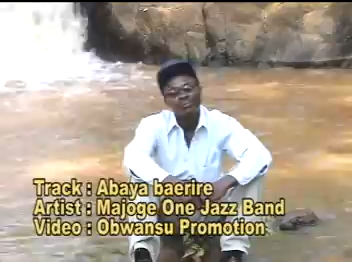 Track : Abaya baerire
Artist : Majoge One Jazz Band
Video : Obwansu Promotion